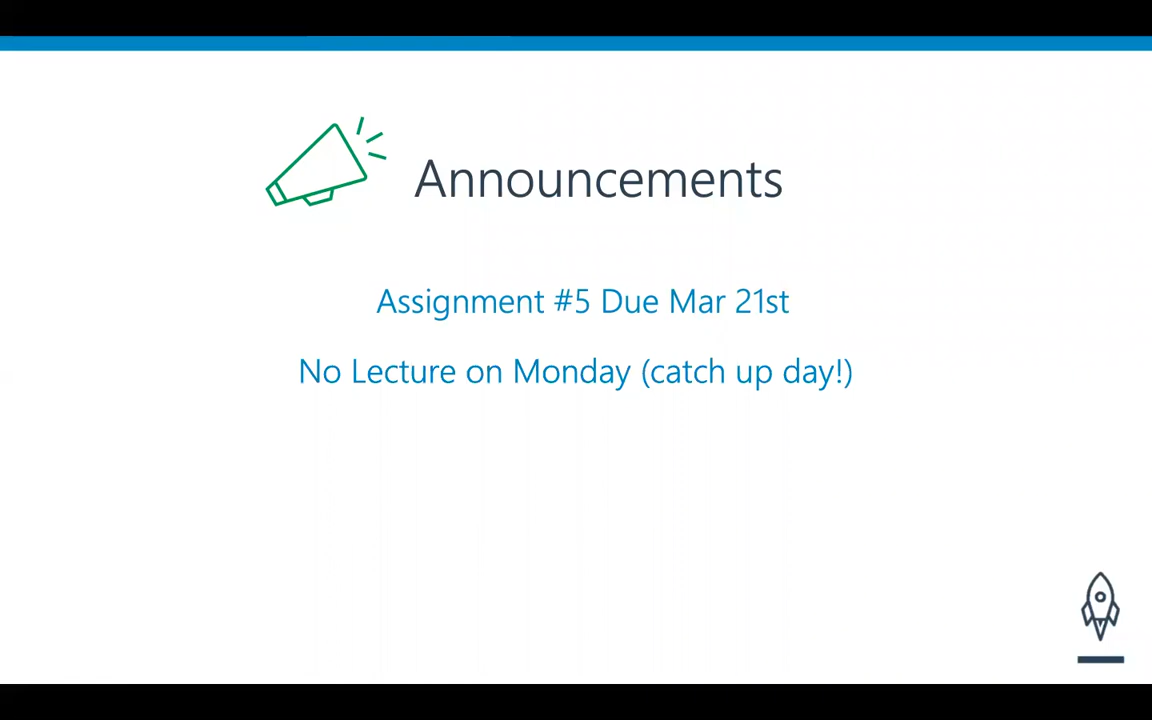 Announcements
Assignment #5 Due Mar 21st
No Lecture on Monday (catch up day!)